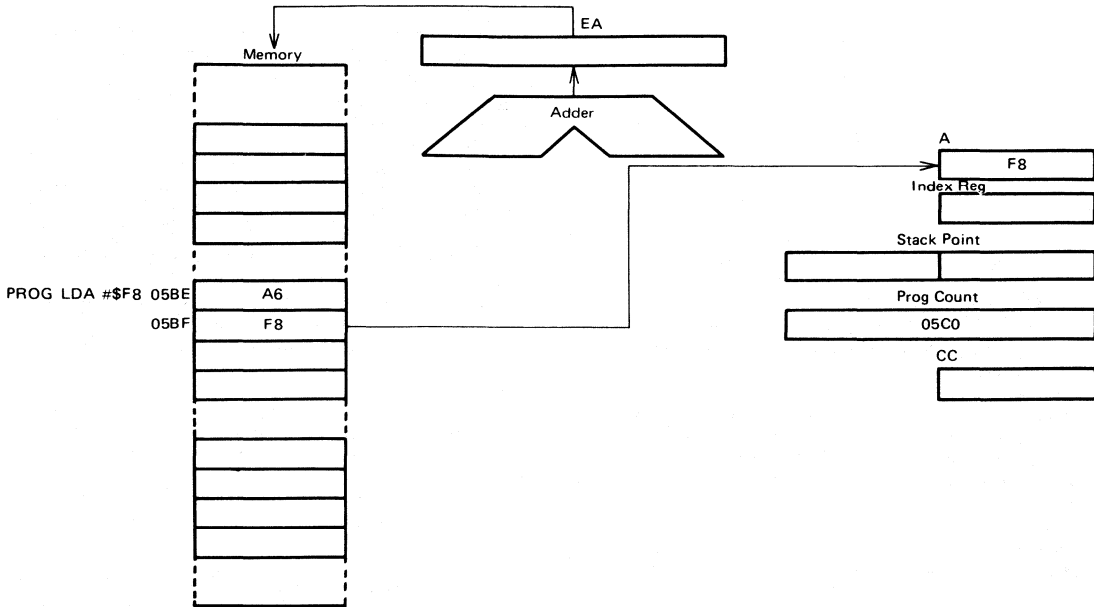 EA
Memory
Adder
A
F8
Index Reg
Stack Point
PROG LDA #$F8 05BE A6
Prog Count
05BF F8
05C0
CC